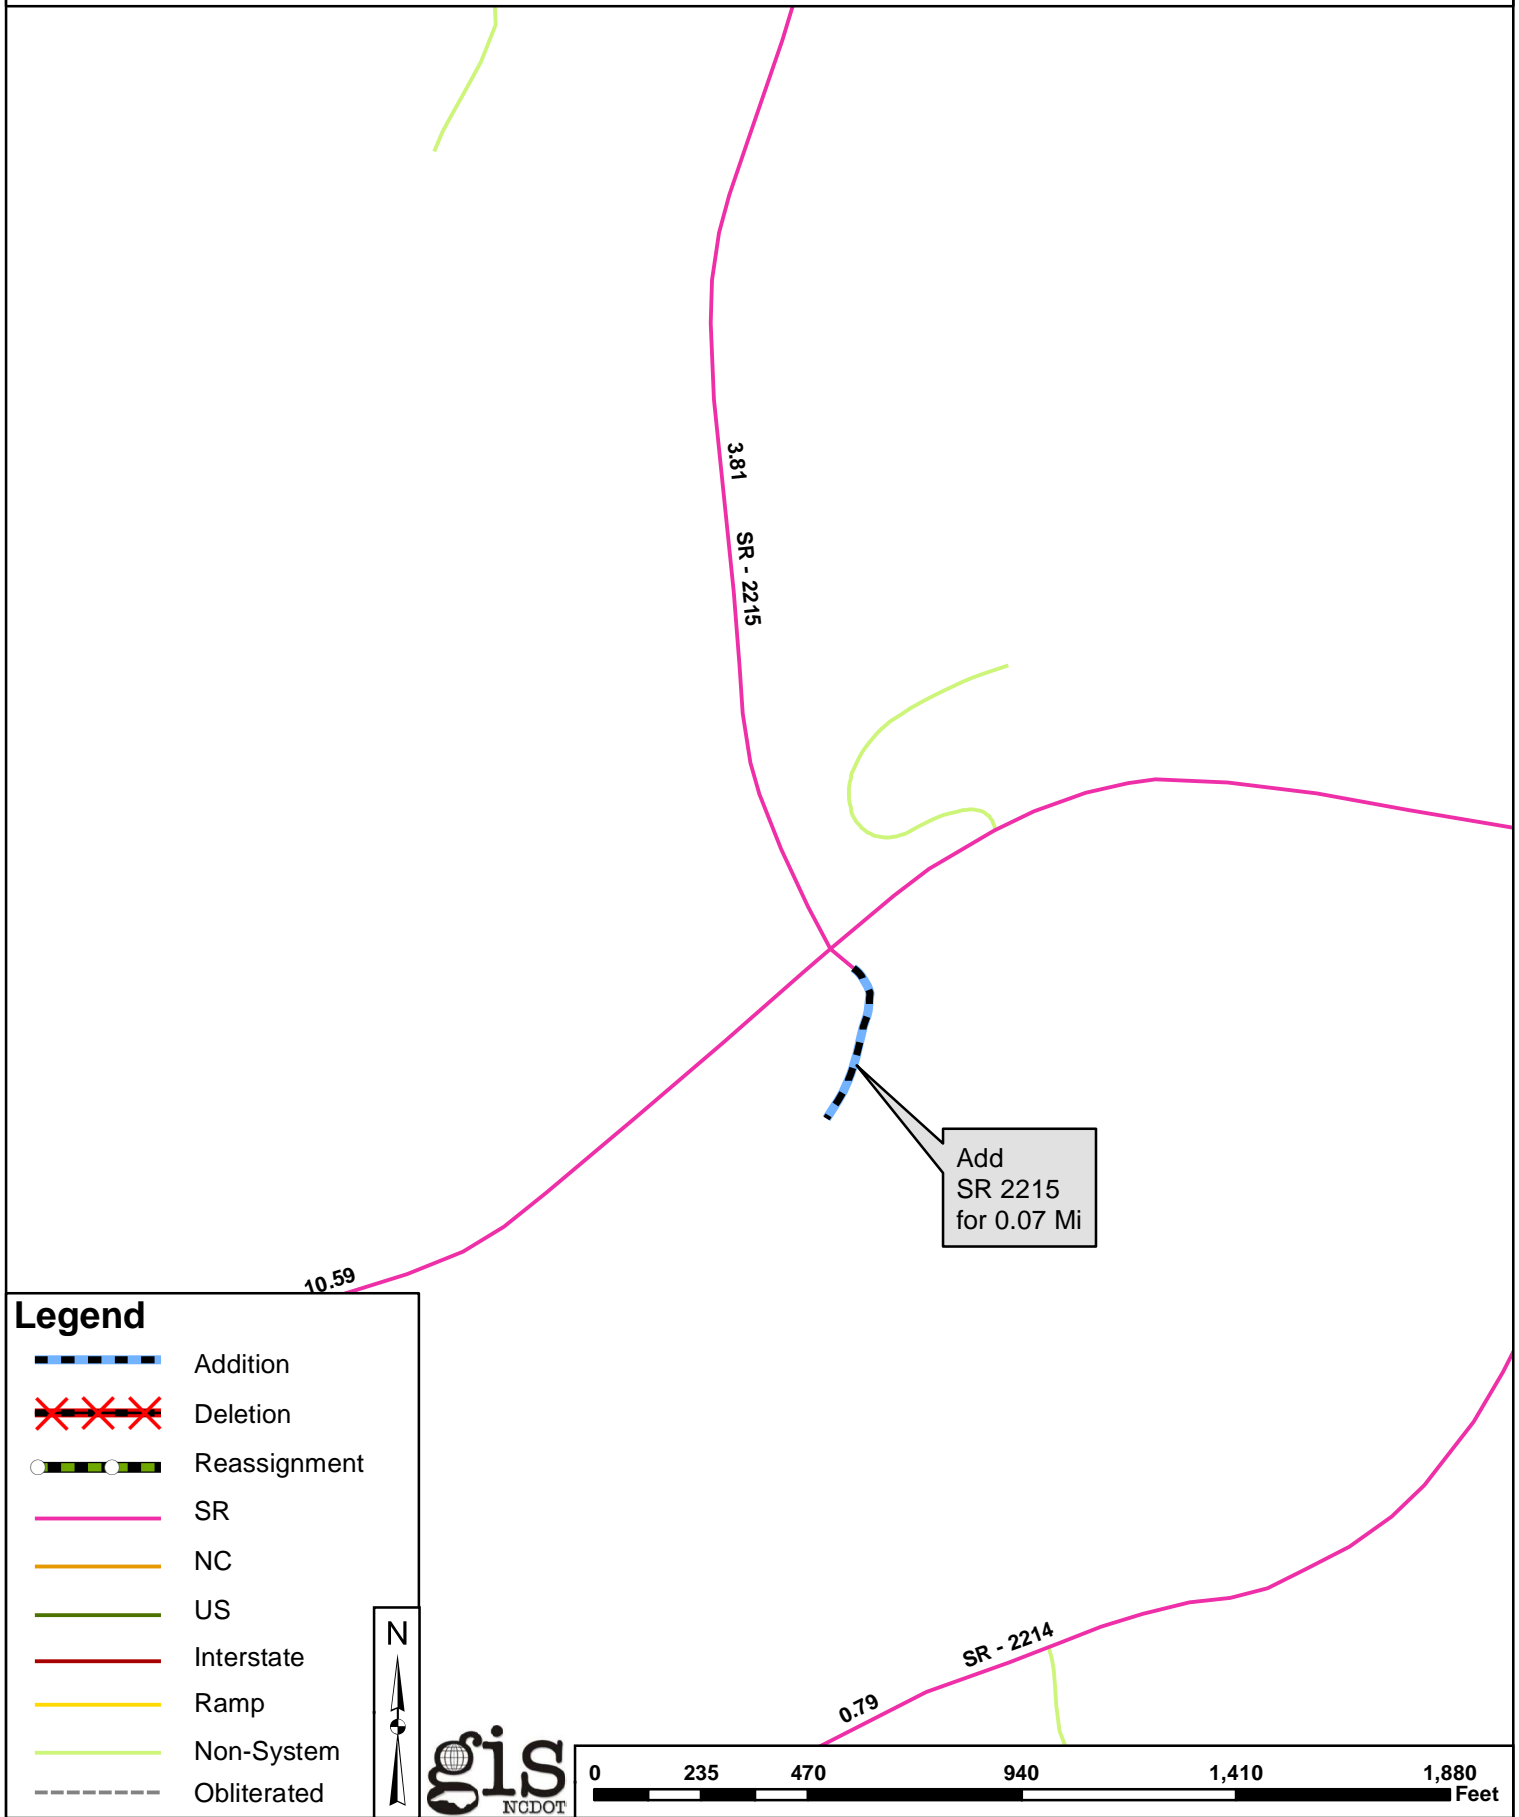 3.81
SR - 2215
Add
SR 2215
for 0.07 Mi
10.59
Legend
Addition
Deletion
Reassignment
SR
NC
US
Interstate
Ramp
Non-System
Obliterated
N
SR - 2214
0.79
gis
NCDOT
0 235 470 940 1,410 1,880
Feet